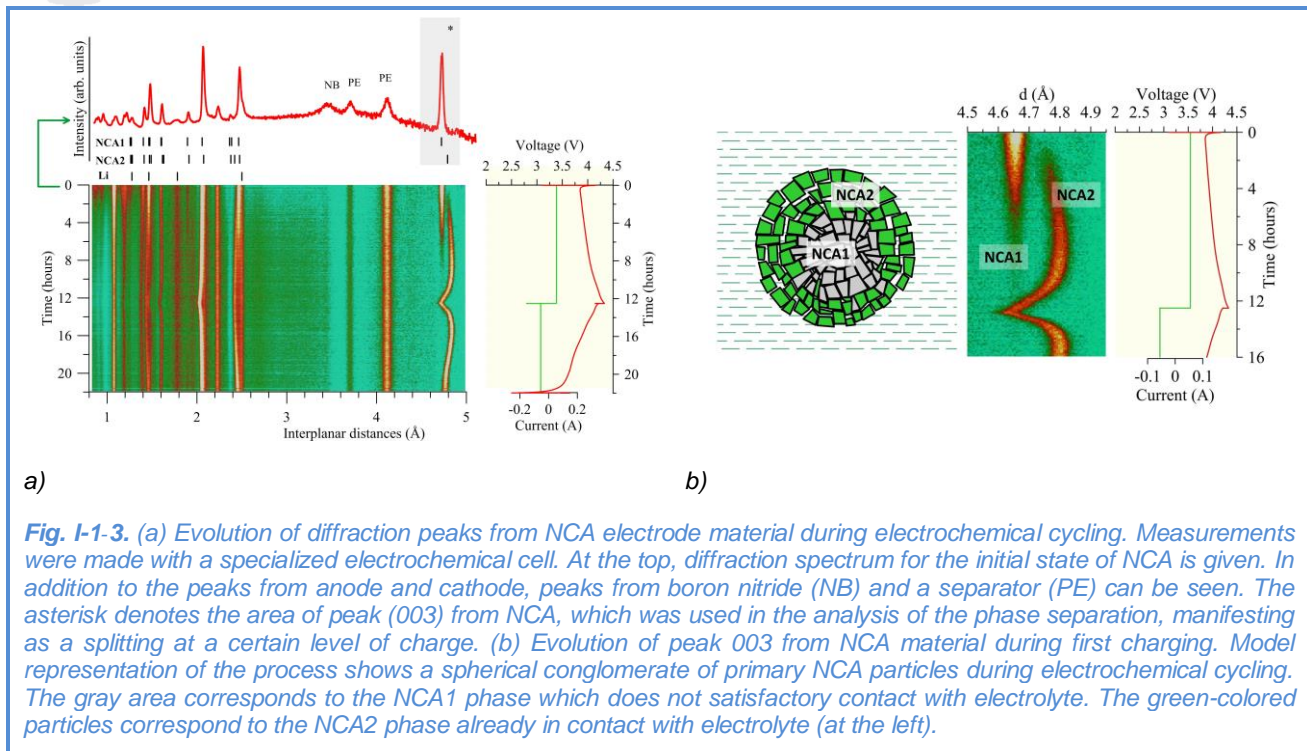 *
Intensity (arb. units)
NB
PE
PE
NCA1
NCA2
Li
Voltage (V)
2 2.5 3 3.5 4 4.5
0
4
8
12
16
20
Time (hours)
0
4
8
12
16
20
Time (hours)
1 2 3 4 5
Interplanar distances (Å)
-0.2 0 0.2
Current (A)
NCA2
NCA1
d (Å)
4.5 4.6 4.7 4.8 4.9
NCA2
NCA1
Voltage (V)
2 2.5 3 3.5 4 4.5
0
4
8
12
16
Time (hours)
-0.1 0 0.1
Current (A)
a) b)
Fig. I-1-3. (a) Evolution of diffraction peaks from NCA electrode material during electrochemical cycling. Measurements
were made with a specialized electrochemical cell. At the top, diffraction spectrum for the initial state of NCA is given. In
addition to the peaks from anode and cathode, peaks from boron nitride (NB) and a separator (PE) can be seen. The
asterisk denotes the area of peak (003) from NCA, which was used in the analysis of the phase separation, manifesting
as a splitting at a certain level of charge. (b) Evolution of peak 003 from NCA material during first charging. Model
representation of the process shows a spherical conglomerate of primary NCA particles during electrochemical cycling.
The gray area corresponds to the NCA1 phase which does not satisfactory contact with electrolyte. The green-colored
particles correspond to the NCA2 phase already in contact with electrolyte (at the left).